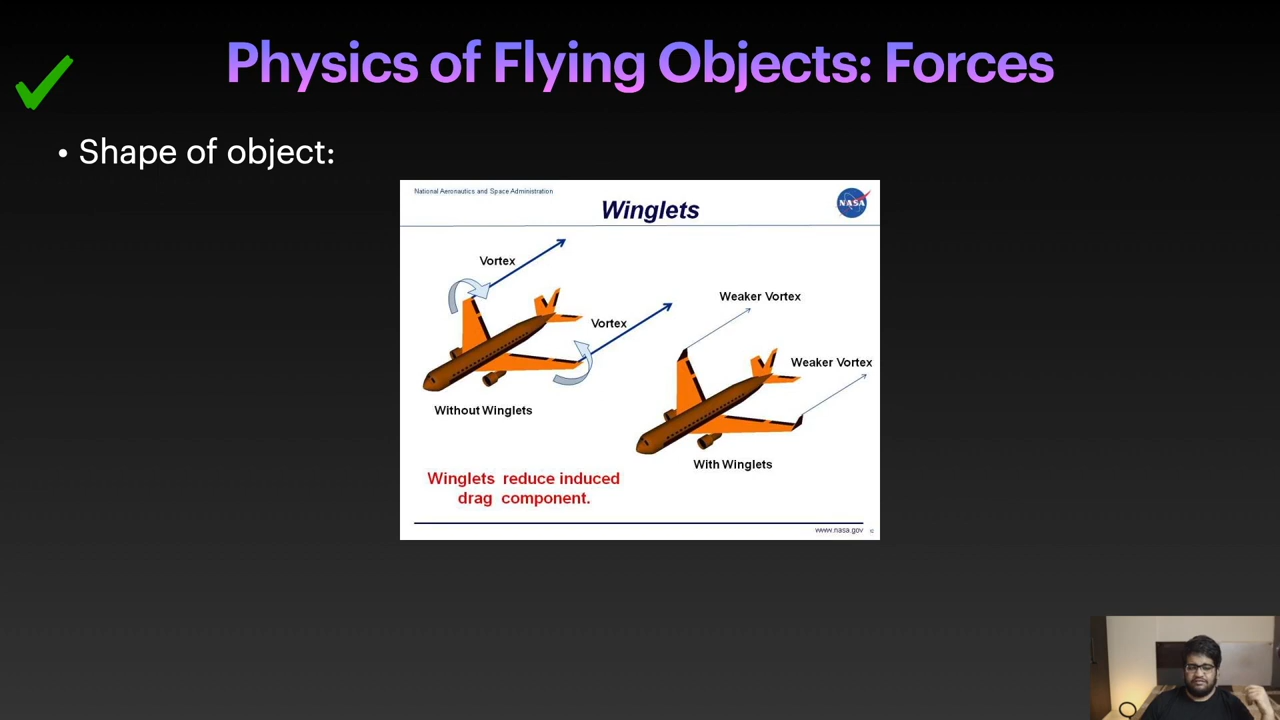 Physics of Flying Objects: Forces
• Shape of object:
National Aeronautics and Space Administration
Winglets
NASA
Vortex
Vortex
Weaker Vortex
Weaker Vortex
Without Winglets
With Winglets
Winglets reduce induced
drag component.
www.nasa.gov